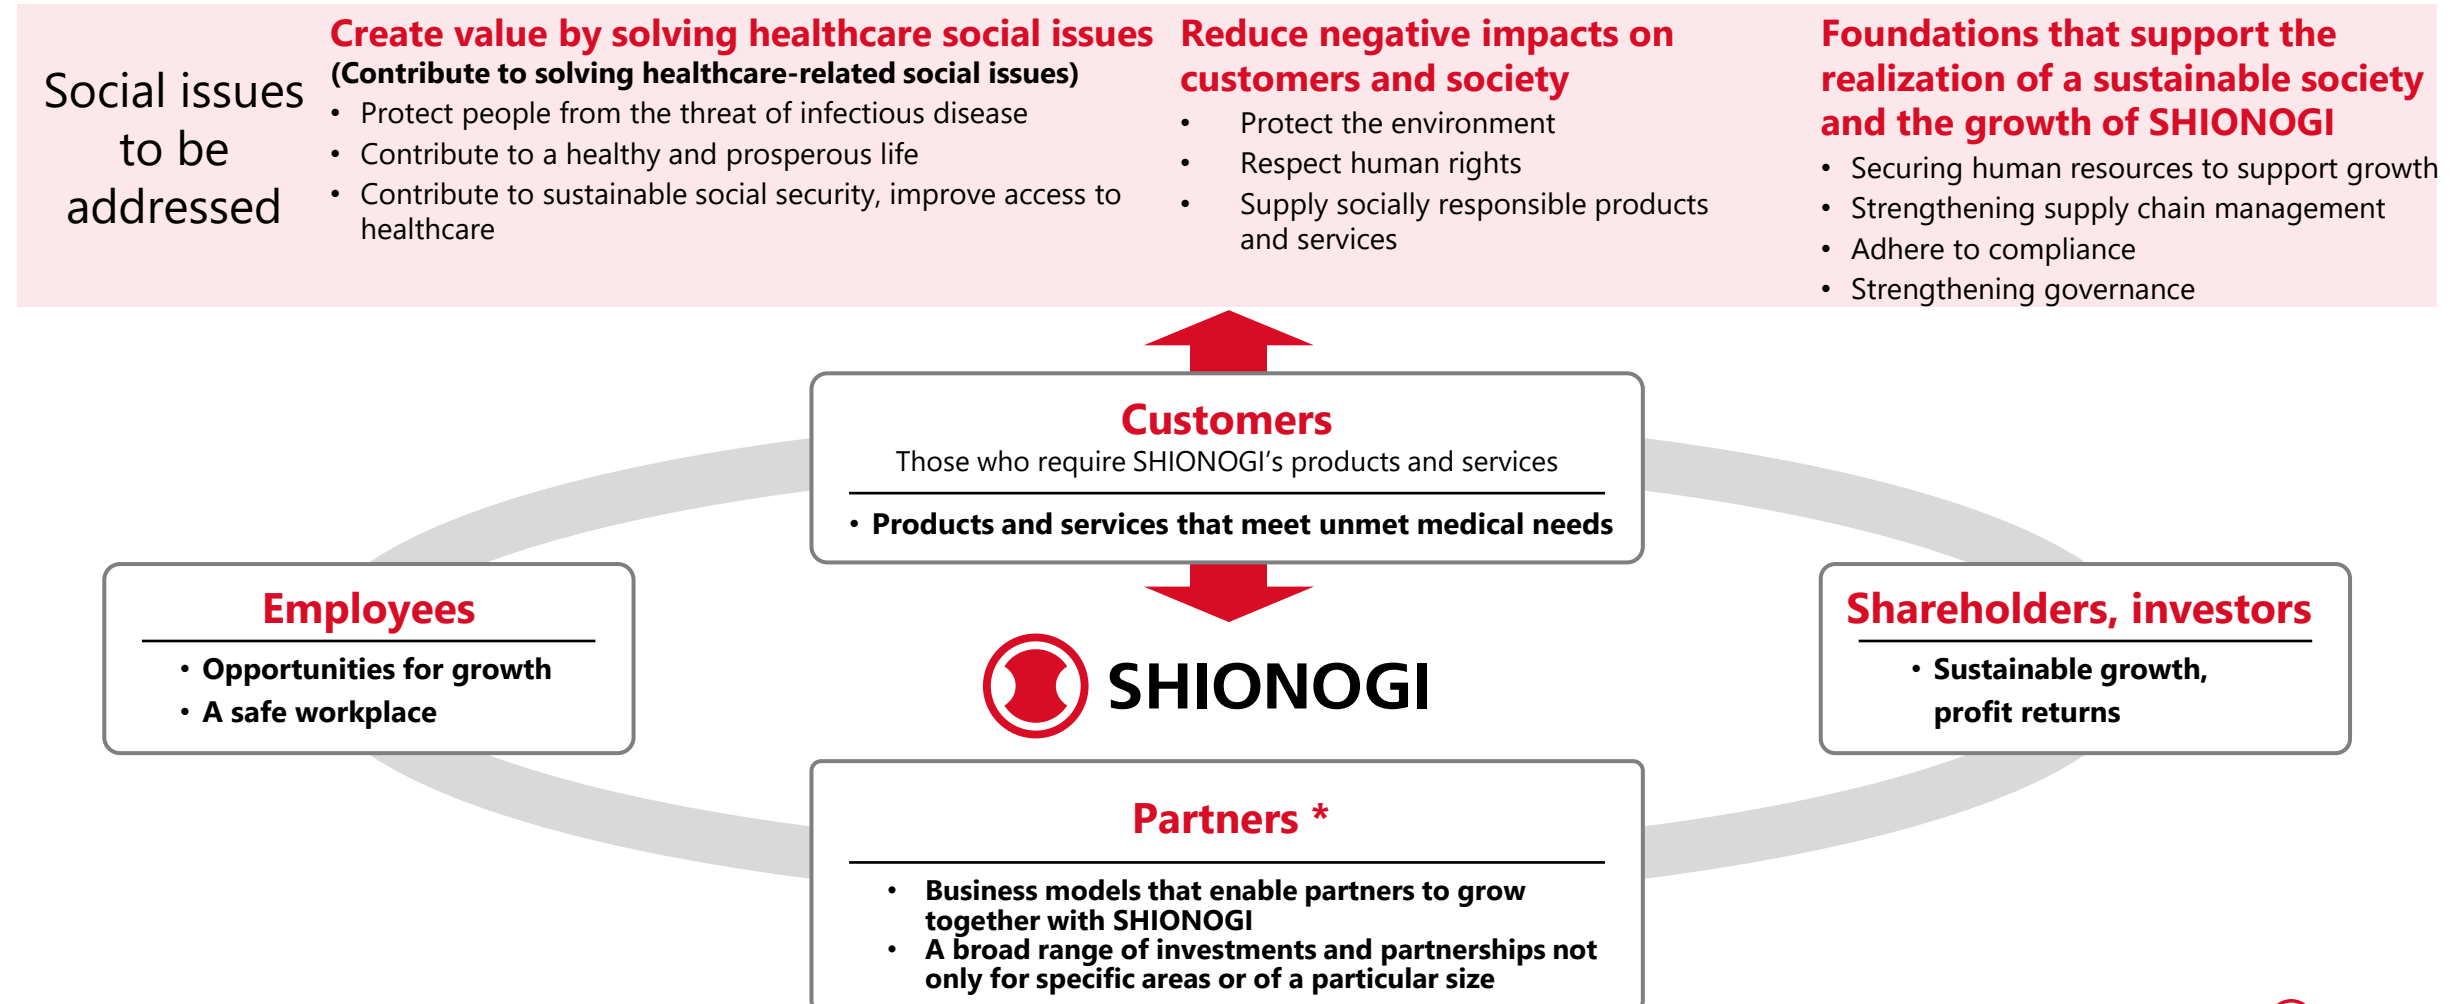 Social issues
to be
addressed
Create value by solving healthcare social issues
(Contribute to solving healthcare-related social issues)
• Protect people from the threat of infectious disease
• Contribute to a healthy and prosperous life
• Contribute to sustainable social security, improve access to
healthcare
Reduce negative impacts on
customers and society
• Protect the environment
• Respect human rights
• Supply socially responsible products
and services
Foundations that support the
realization of a sustainable society
and the growth of SHIONOGI
• Securing human resources to support growth
• Strengthening supply chain management
• Adhere to compliance
• Strengthening governance
Customers
Those who require SHIONOGI's products and services
• Products and services that meet unmet medical needs
Employees
• Opportunities for growth
• A safe workplace
SHIONOGI
Shareholders, investors
• Sustainable growth,
profit returns
Partners *
• Business models that enable partners to grow
together with SHIONOGI
• A broad range of investments and partnerships not
only for specific areas or of a particular size